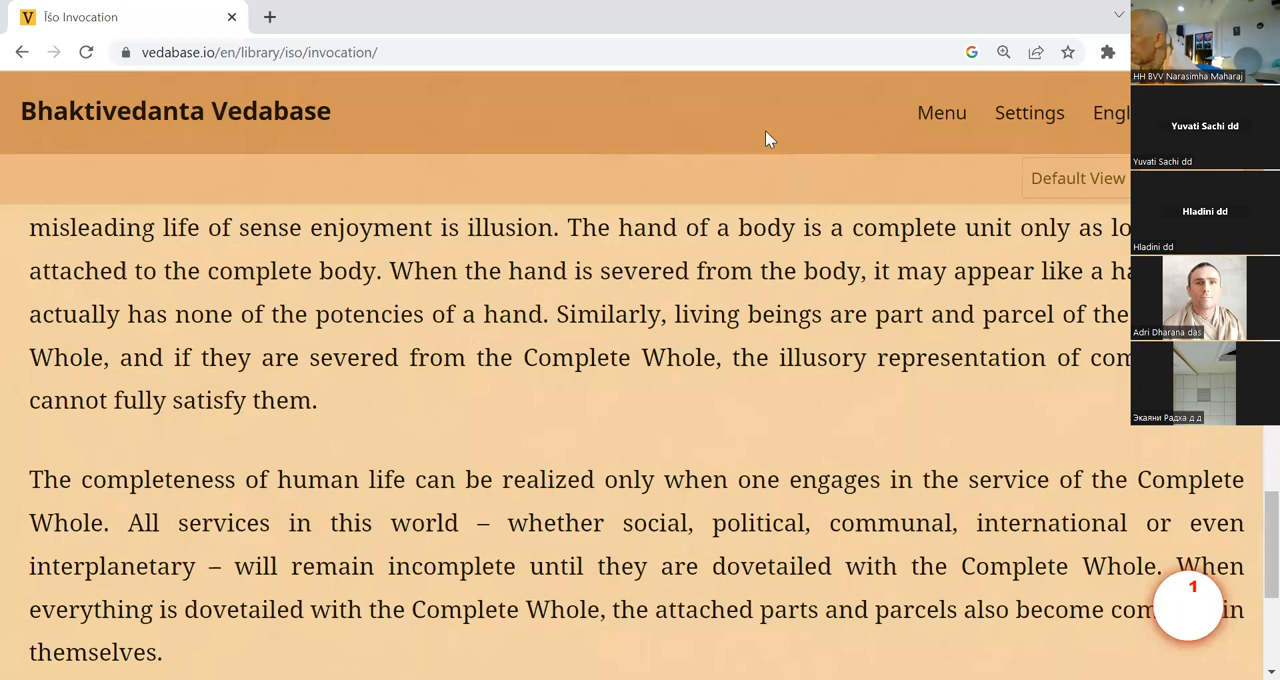 Īśo Invocation
vedabase.io/en/library/iso/invocation/
Bhaktivedanta Vedabase
Menu Settings Engl
Default View
misleading life of sense enjoyment is illusion. The hand of a body is a complete unit only as lo
attached to the complete body. When the hand is severed from the body, it may appear like a ha
actually has none of the potencies of a hand. Similarly, living beings are part and parcel of the
Whole, and if they are severed from the Complete Whole, the illusory representation of com
cannot fully satisfy them.
The completeness of human life can be realized only when one engages in the service of the Complete
Whole. All services in this world – whether social, political, communal, international or even
interplanetary – will remain incomplete until they are dovetailed with the Complete Whole. When
everything is dovetailed with the Complete Whole, the attached parts and parcels also become com in
themselves.
1
HH BVV Narasimha Maharaj
Yuvati Sachi dd
Yuvati Sachi dd
Hladini dd
Hladini dd
Adri Dharana das
Экаяни Радха д д